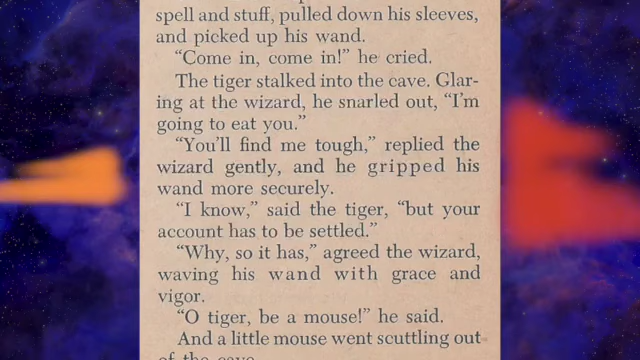 spell and stuff, pulled down his sleeves,
and picked up his wand.
“Come in, come in!” he cried.
The tiger stalked into the cave. Glar-
ing at the wizard, he snarled out, “I’m
going to eat you.”
“You’ll find me tough,” replied the
wizard gently, and he gripped his
wand more securely.
“I know,” said the tiger, “but your
account has to be settled.”
“Why, so it has,” agreed the wizard,
waving his wand with grace and
vigor.
“O tiger, be a mouse!” he said.
And a little mouse went scuttling out
of the cave